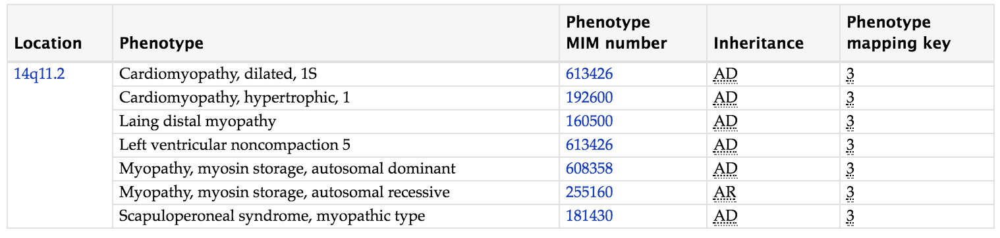 Location Phenotype Phenotype MIM number Inheritance Phenotype mapping key
14q11.2 Cardiomyopathy, dilated, 1S 613426 AD 3
Cardiomyopathy, hypertrophic, 1 192600 AD 3
Laing distal myopathy 160500 AD 3
Left ventricular noncompaction 5 613426 AD 3
Myopathy, myosin storage, autosomal dominant 608358 AD 3
Myopathy, myosin storage, autosomal recessive 255160 AR 3
Scapuloperoneal syndrome, myopathic type 181430 AD 3